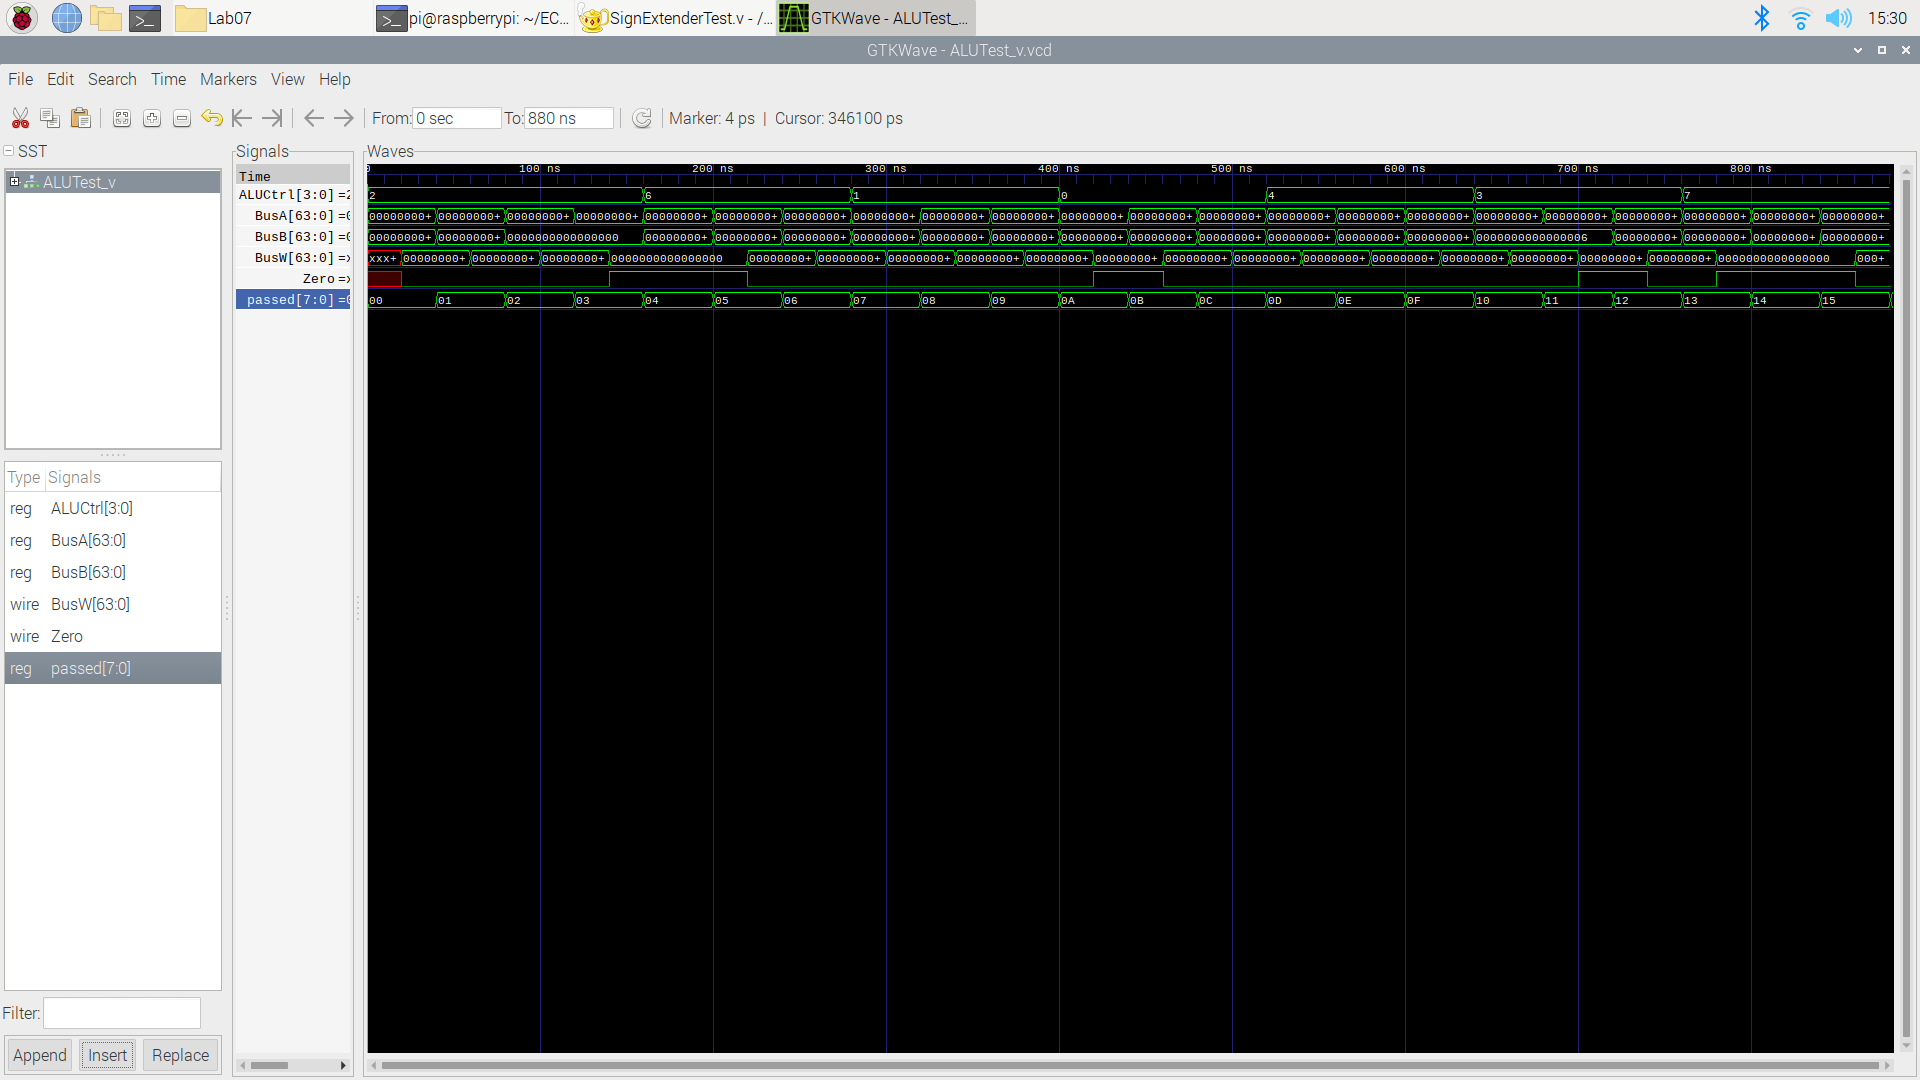 Lab07 pi@raspberrypi: ~/EC... SignExtenderTest.v - /... GTKWave - ALUTest_... 15:30
GTKWave - ALUTest_v.vcd
File Edit Search Time Markers View Help
From: 0 sec To: 880 ns Marker: 4 ps | Cursor: 346100 ps
SST
ALUTest_v
Type Signals
reg ALUCtrl[3:0]
reg BusA[63:0]
reg BusB[63:0]
wire BusW[63:0]
wire Zero
reg passed[7:0]
Filter:
Append Insert Replace
Signals
Time
ALUCtrl[3:0] =2
BusA[63:0] =0
BusB[63:0] =0
BusW[63:0] =x
Zero =x
passed[7:0] =0
Waves
0 100 ns 200 ns 300 ns 400 ns 500 ns 600 ns 700 ns 800 ns
2 6 1 0 4 3 7
00000000+ 00000000+ 00000000+ 00000000+ 00000000+ 00000000+ 00000000+ 00000000+ 00000000+ 00000000+ 00000000+ 00000000+ 00000000+ 00000000+ 00000000+ 00000000+ 00000000+ 00000000+ 00000000+ 00000000+ 00000000+ 00000000+
00000000+ 00000000+ 0000000000000000 00000000+ 00000000+ 00000000+ 00000000+ 00000000+ 00000000+ 00000000+ 00000000+ 00000000+ 00000000+ 00000000+ 00000000+ 0000000000000006 00000000+ 00000000+ 00000000+ 00000000+
xxx+ 00000000+ 00000000+ 00000000+ 0000000000000000 00000000+ 00000000+ 00000000+ 00000000+ 00000000+ 00000000+ 00000000+ 00000000+ 00000000+ 00000000+ 00000000+ 00000000+ 00000000+ 00000000+ 0000000000000000 000+
00 01 02 03 04 05 06 07 08 09 0A 0B 0C 0D 0E 0F 10 11 12 13 14 15